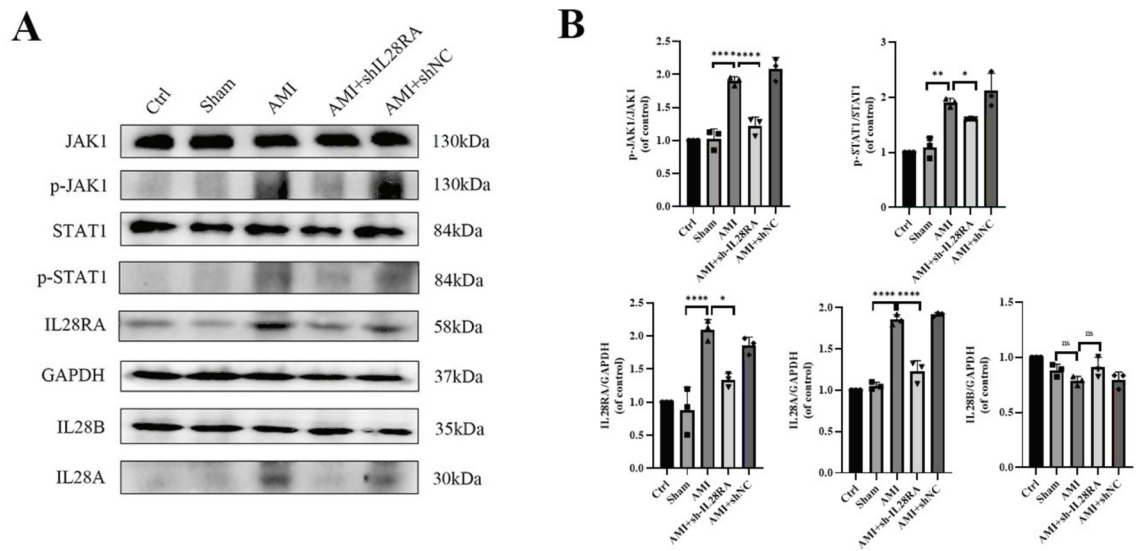 A
Ctrl
Sham
AMI
AMI+shIL28RA
AMI+shNC
JAK1
130kDa
p-JAK1
130kDa
STAT1
84kDa
p-STAT1
84kDa
IL28RA
58kDa
GAPDH
37kDa
IL28B
35kDa
IL28A
30kDa
B
p-JAK1/JAK1
(of control)
2.5
2.0
1.5
1.0
0.5
0.0
**** ****
Ctrl
Sham
AMI
AMI+sh-IL28RA
AMI+shNC
p-STAT1/STAT1
(of control)
3
2
1
0
** *
Ctrl
Sham
AMI
AMI+sh-IL28RA
AMI+shNC
IL28RA/GAPDH
(of control)
2.5
2.0
1.5
1.0
0.5
0.0
**** *
Ctrl
Sham
AMI
AMI+sh-IL28RA
AMI+shNC
IL28A/GAPDH
(of control)
2.0
1.5
1.0
0.5
0.0
**** ****
Ctrl
Sham
AMI
AMI+sh-IL28RA
AMI+shNC
IL28B/GAPDH
(of control)
1.5
1.0
0.5
0.0
ns ns
Ctrl
Sham
AMI
AMI+sh-IL28RA
AMI+shNC